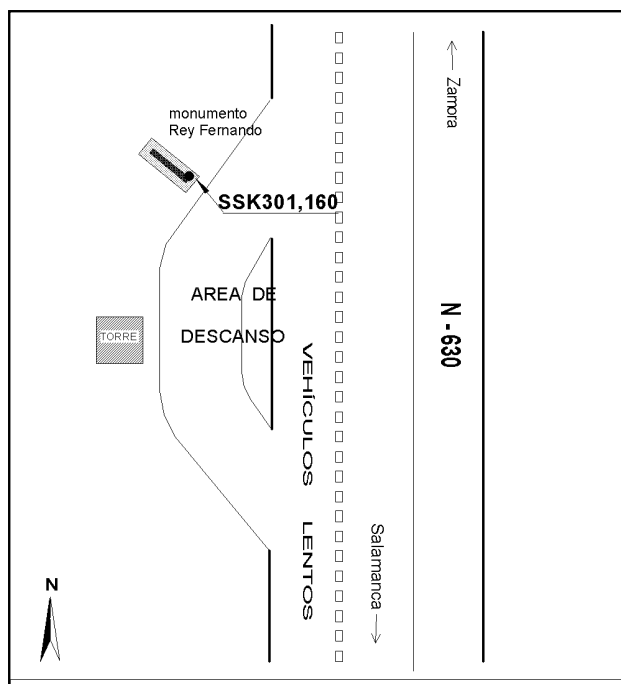 Zamora
monumento
Rey Fernando
SSK301,160
AREA DE
DESCANSO
TORRE
N - 630
VEHÍCULOS LENTOS
Salamanca
N